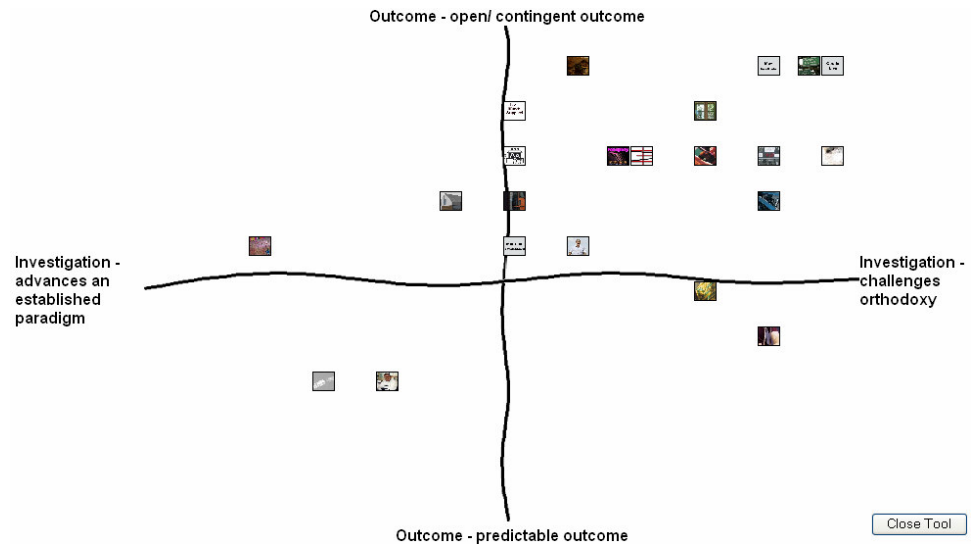 Outcome - open/ contingent outcome
Investigation -
advances an
established
paradigm
Investigation -
challenges
orthodoxy
Outcome - predictable outcome
Close Tool